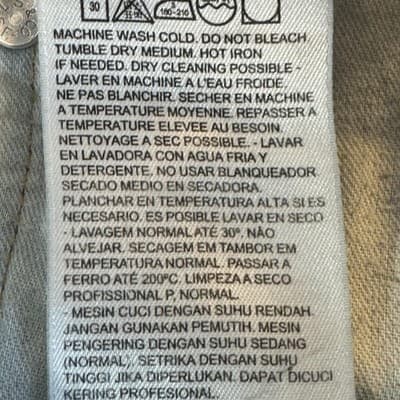 30
180-210
MACHINE WASH COLD. DO NOT BLEACH.
TUMBLE DRY MEDIUM. HOT IRON
IF NEEDED. DRY CLEANING POSSIBLE -
LAVER EN MACHINE A L'EAU FROIDE.
NE PAS BLANCHIR. SECHER EN MACHINE
A TEMPERATURE MOYENNE. REPASSER A
TEMPERATURE ELEVEE AU BESOIN.
NETTOYAGE A SEC POSSIBLE. - LAVAR
EN LAVADORA CON AGUA FRIA Y
DETERGENTE, NO USAR BLANQUEADOR.
SECADO MEDIO EN SECADORA.
PLANCHAR EN TEMPERATURA ALTA SI ES
NECESARIO. ES POSIBLE LAVAR EN SECO
- LAVAGEM NORMAL ATÉ 30º. NÃO
ALVEJAR. SECAGEM EM TAMBOR EM
TEMPERATURA NORMAL. PASSAR A
FERRO ATÉ 200ºC. LIMPEZA A SECO
PROFISSIONAL P, NORMAL.
- MESIN CUCI DENGAN SUHU RENDAH.
JANGAN GUNAKAN PEMUTIH. MESIN
PENGERING DENGAN SUHU SEDANG
(NORMAL). SETRIKA DENGAN SUHU
TINGGI JIKA DIPERLUKAN. DAPAT DICUCI
KERING PROFESIONAL.